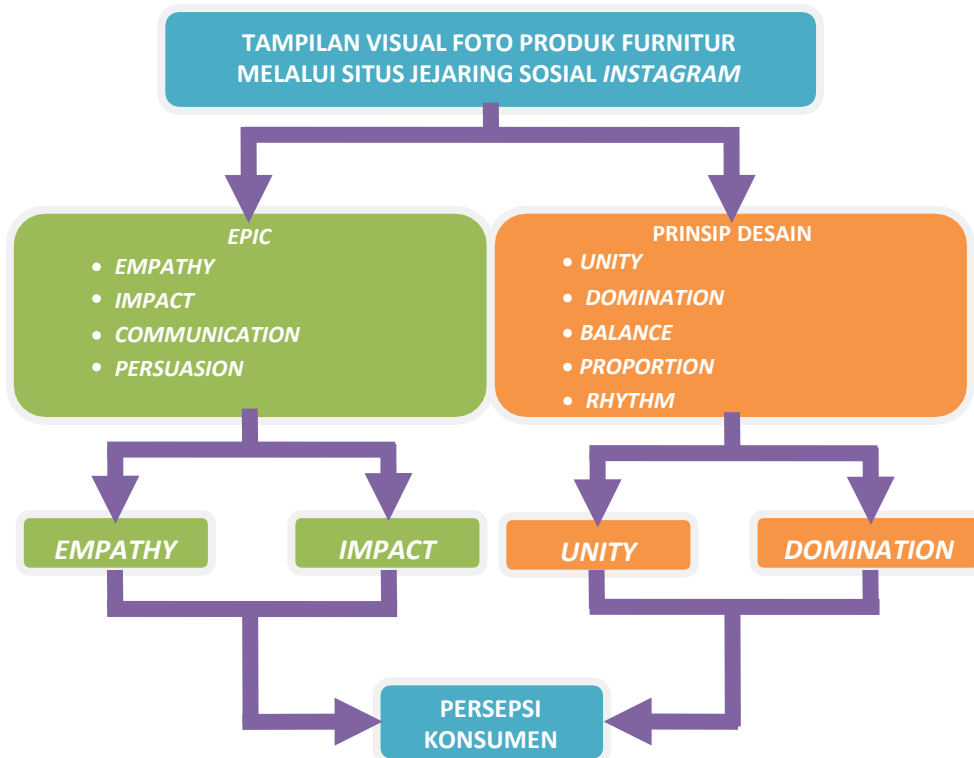 TAMPILAN VISUAL FOTO PRODUK FURNITUR
MELALUI SITUS JEJARING SOSIAL INSTAGRAM
EPIC
• EMPATHY
• IMPACT
• COMMUNICATION
• PERSUASION
PRINSIP DESAIN
• UNITY
• DOMINATION
• BALANCE
• PROPORTION
• RHYTHM
EMPATHY
IMPACT
UNITY
DOMINATION
PERSEPSI
KONSUMEN